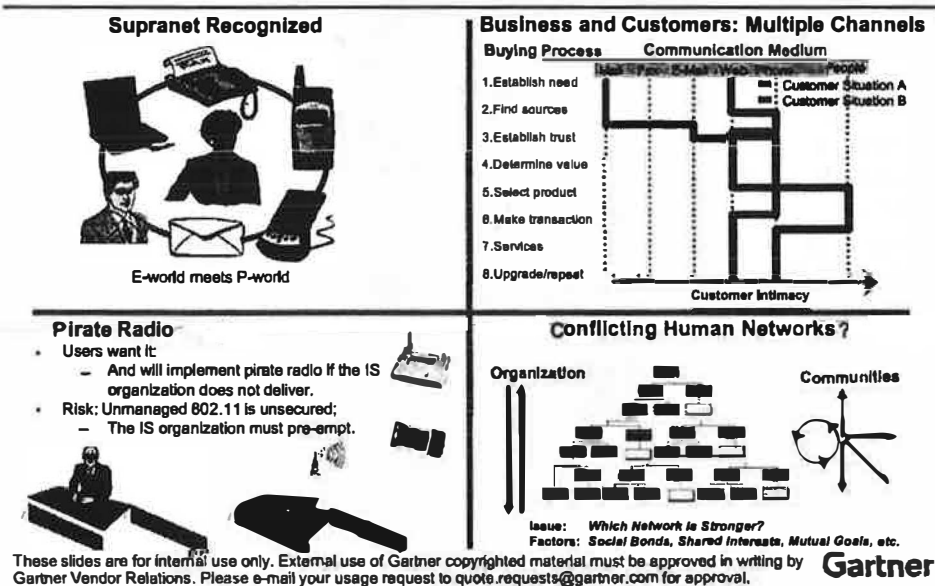 Supranet Recognized
E-world meets P-world
Business and Customers: Multiple Channels
Buying Process
Communication Medium
Mail Fax E-Mail Web Phone People
1.Establish need
2.Find sources
3.Establish trust
4.Determine value
5.Select product
6.Make transaction
7.Services
8.Upgrade/repeat
Customer Situation A
Customer Situation B
Customer Intimacy
Pirate Radio
• Users want it:
– And will implement pirate radio if the IS
organization does not deliver.
• Risk: Unmanaged 802.11 is unsecured;
– The IS organization must pre-empt.
Conflicting Human Networks?
Organization
Communities
Issue: Which Network is Stronger?
Factors: Social Bonds, Shared Interests, Mutual Goals, etc.
These slides are for internal use only. External use of Gartner copyrighted material must be approved in writing by
Gartner Vendor Relations. Please e-mail your usage request to quote.requests@gartner.com for approval.
Gartner